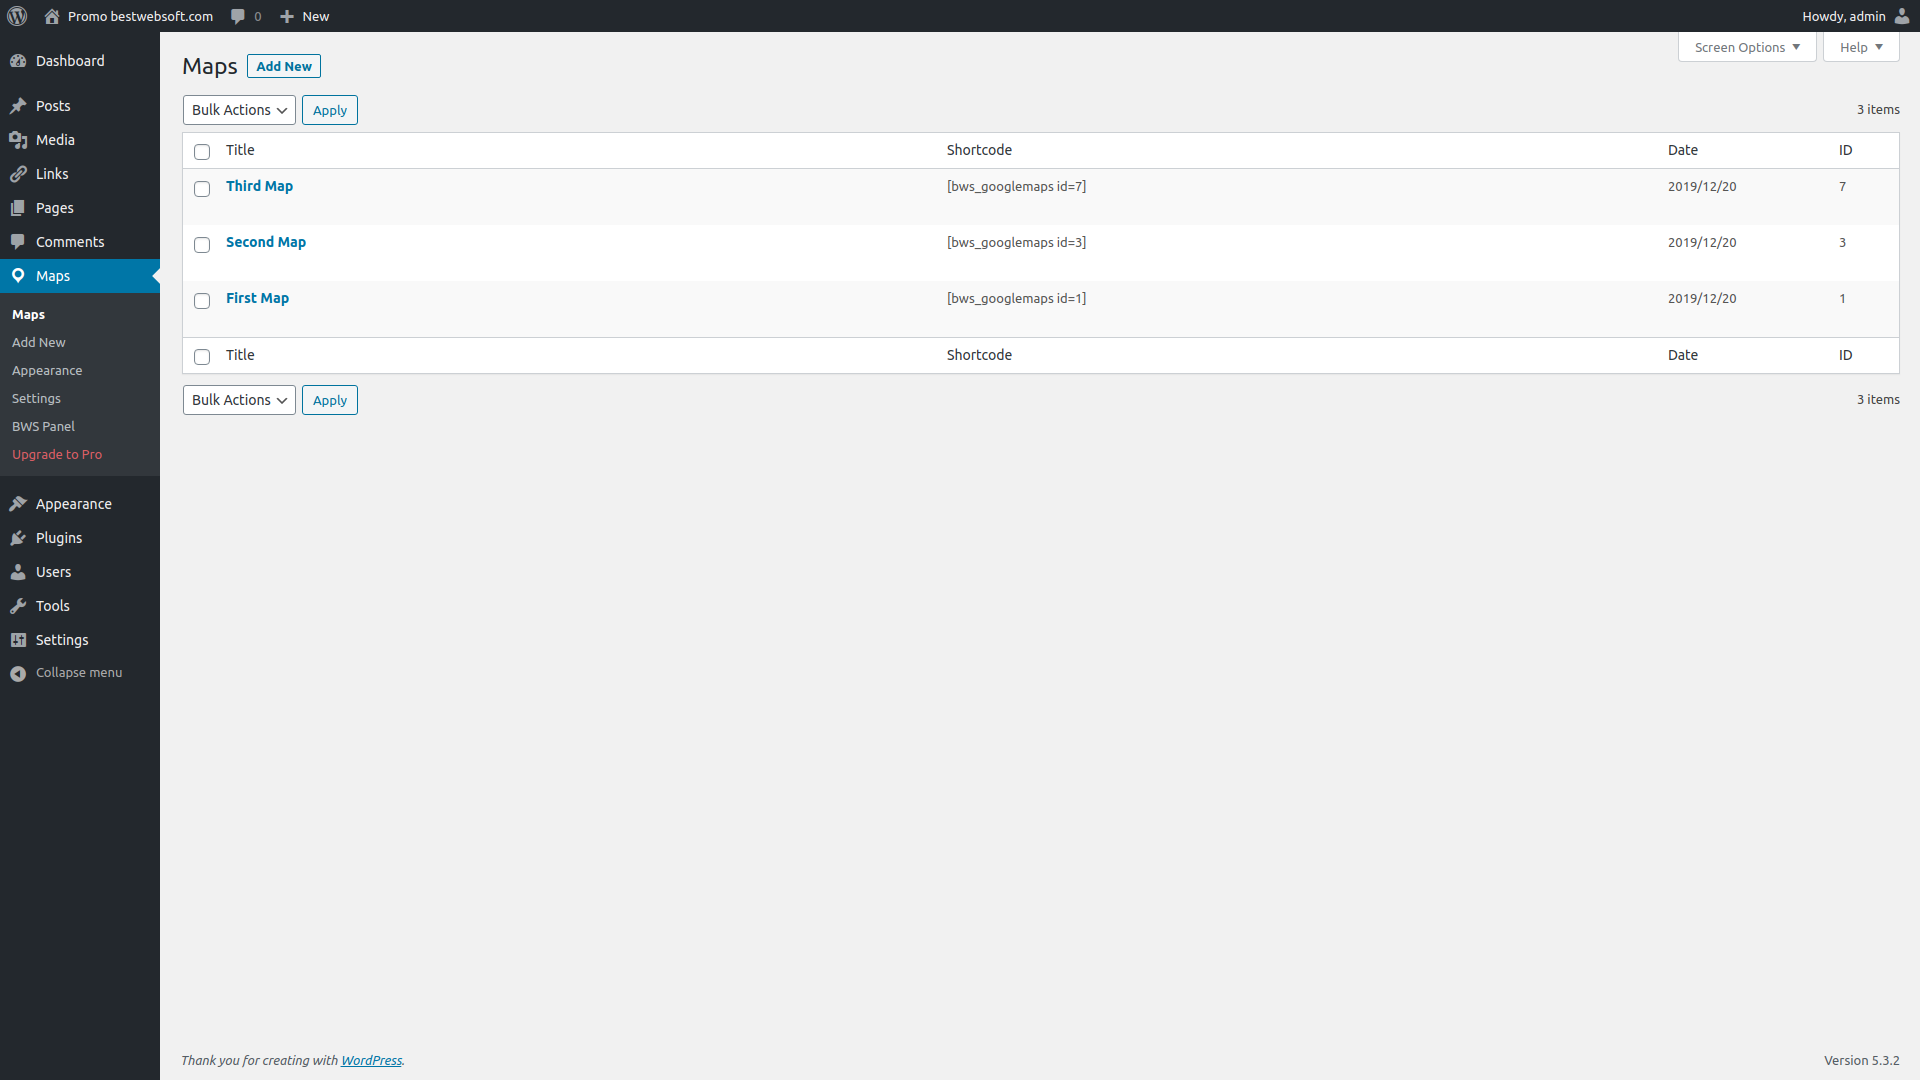 Promo bestwebsoft.com 0 New Howdy, admin
Screen Options Help
Dashboard
Posts
Media
Links
Pages
Comments
Maps
Maps
Add New
Appearance
Settings
BWS Panel
Upgrade to Pro
Appearance
Plugins
Users
Tools
Settings
Collapse menu
Maps Add New
Bulk Actions Apply 3 items
Title Shortcode Date ID
Third Map [bws_googlemaps id=7] 2019/12/20 7
Second Map [bws_googlemaps id=3] 2019/12/20 3
First Map [bws_googlemaps id=1] 2019/12/20 1
Title Shortcode Date ID
Bulk Actions Apply 3 items
Thank you for creating with WordPress. Version 5.3.2